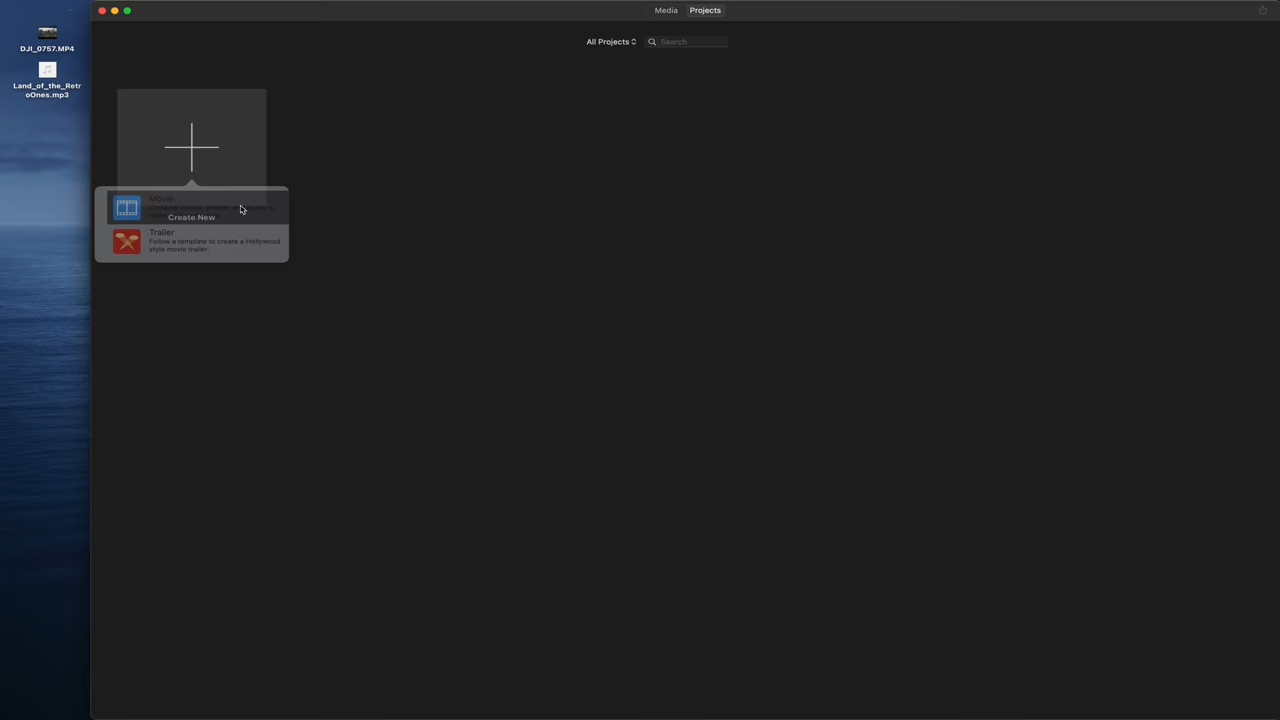 Media
Projects
All Projects
Search
DJI_0757.MP4
Land_of_the_Retr
oOnes.mp3
Movie
Create New
Trailer
Follow a template to create a Hollywood
style movie trailer.